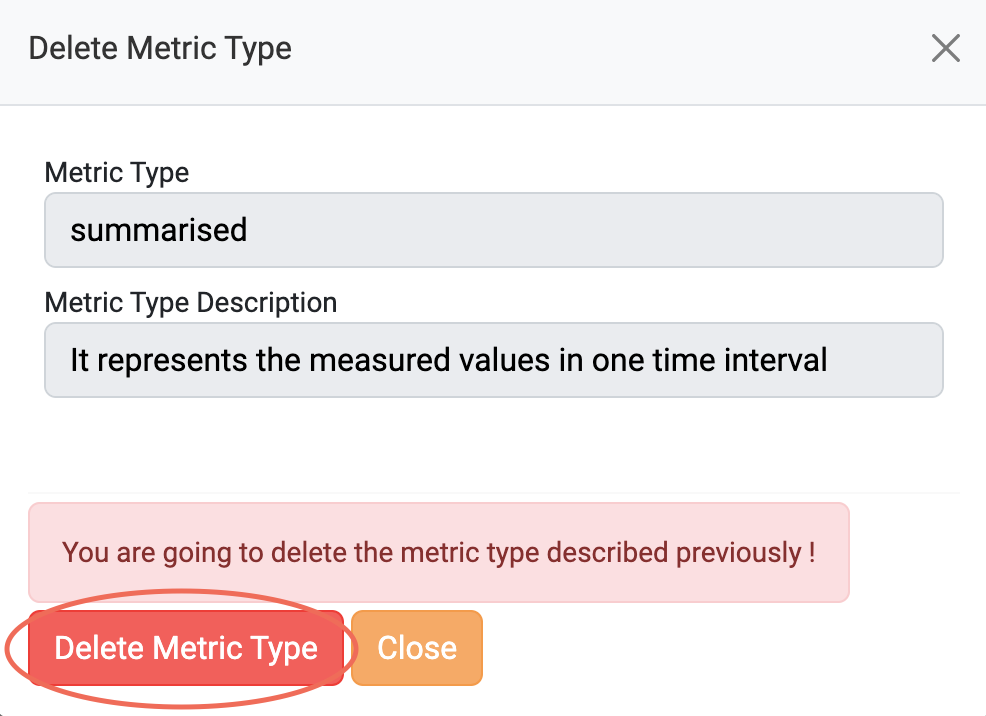 Delete Metric Type
Metric Type
summarised
Metric Type Description
It represents the measured values in one time interval
You are going to delete the metric type described previously !
Delete Metric Type
Close